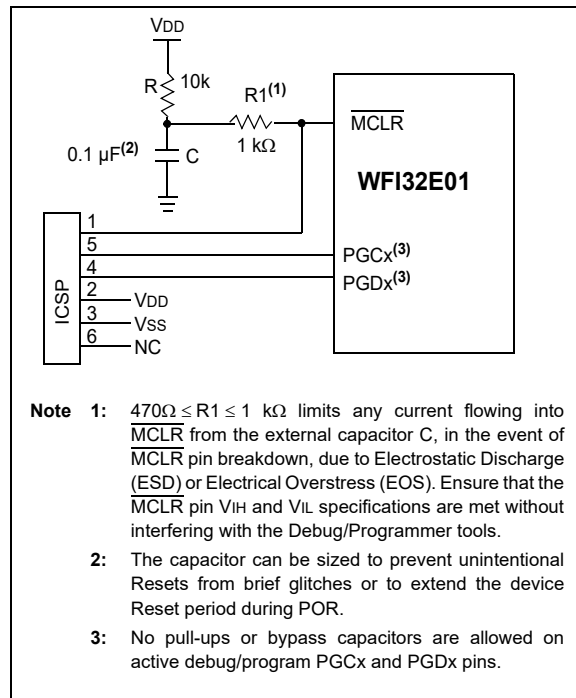 VDD
R 10k
R1(1)
1 kΩ
0.1 µF(2) C
MCLR
WFI32E01
PGCx(3)
PGDx(3)
ICSP
1
5
4
2 VDD
3 VSS
6 NC
Note 1: 470Ω ≤ R1 ≤ 1 kΩ limits any current flowing into
MCLR from the external capacitor C, in the event of
MCLR pin breakdown, due to Electrostatic Discharge
(ESD) or Electrical Overstress (EOS). Ensure that the
MCLR pin VIH and VIL specifications are met without
interfering with the Debug/Programmer tools.
2: The capacitor can be sized to prevent unintentional
Resets from brief glitches or to extend the device
Reset period during POR.
3: No pull-ups or bypass capacitors are allowed on
active debug/program PGCx and PGDx pins.